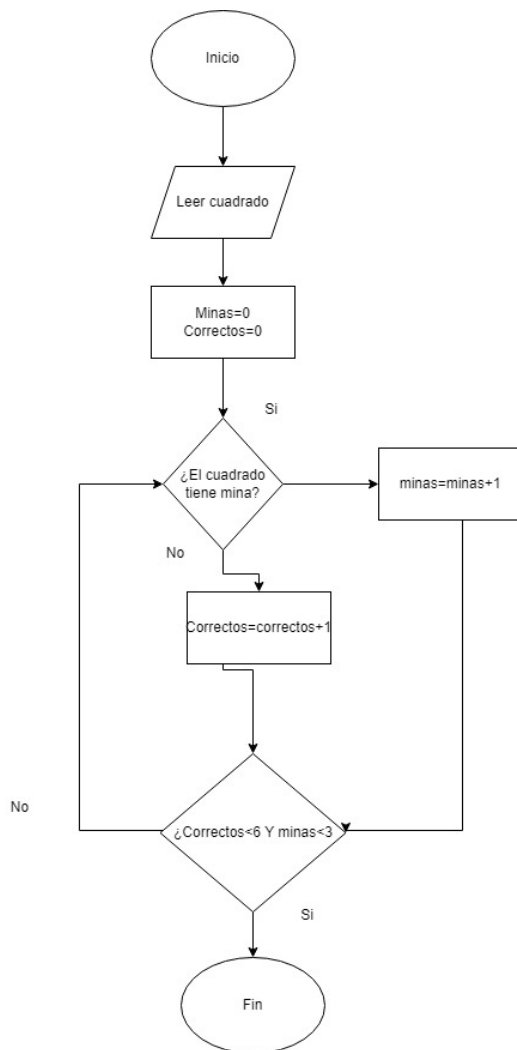 Inicio
Leer cuadrado
Minas=0
Correctos=0
Si
¿El cuadrado
tiene mina?
minas=minas+1
No
Correctos=correctos+1
No
¿Correctos<6 Y minas<3
Si
Fin